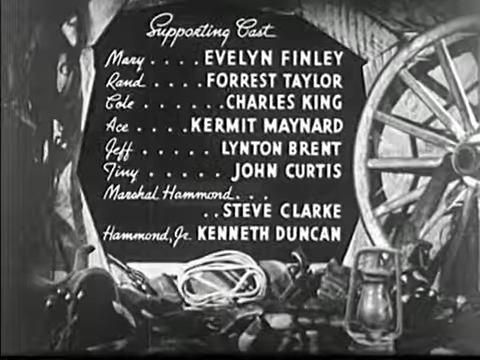 Supporting Cast
Mary . . . . EVELYN FINLEY
Rand . . . . FORREST TAYLOR
Cole . . . . . . CHARLES KING
Ace . . . . . KERMIT MAYNARD
Jeff . . . . . LYNTON BRENT
Tiny . . . . . JOHN CURTIS
Marshal Hammond. . .
. . STEVE CLARKE
Hammond, Jr. KENNETH DUNCAN